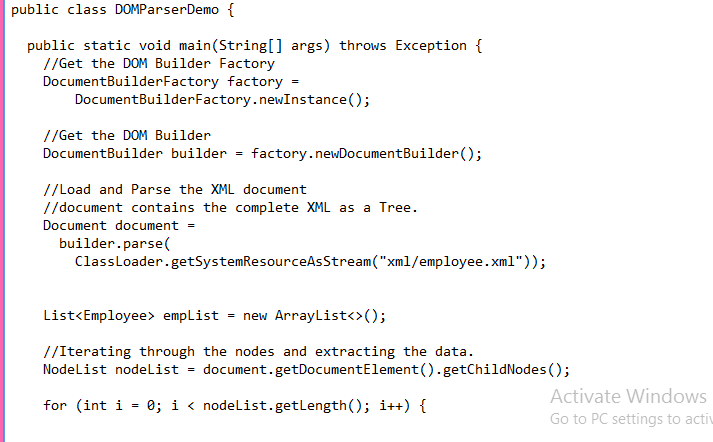 public class DOMParserDemo {
public static void main(String[] args) throws Exception {
//Get the DOM Builder Factory
DocumentBuilderFactory factory =
DocumentBuilderFactory.newInstance();
//Get the DOM Builder
DocumentBuilder builder = factory.newDocumentBuilder();
//Load and Parse the XML document
//document contains the complete XML as a Tree.
Document document =
builder.parse(
ClassLoader.getSystemResourceAsStream("xml/employee.xml"));
List<Employee> empList = new ArrayList<>();
//Iterating through the nodes and extracting the data.
NodeList nodeList = document.getDocumentElement().getChildNodes();
for (int i = 0; i < nodeList.getLength(); i++) {
Activate Windows
Go to PC settings to activ